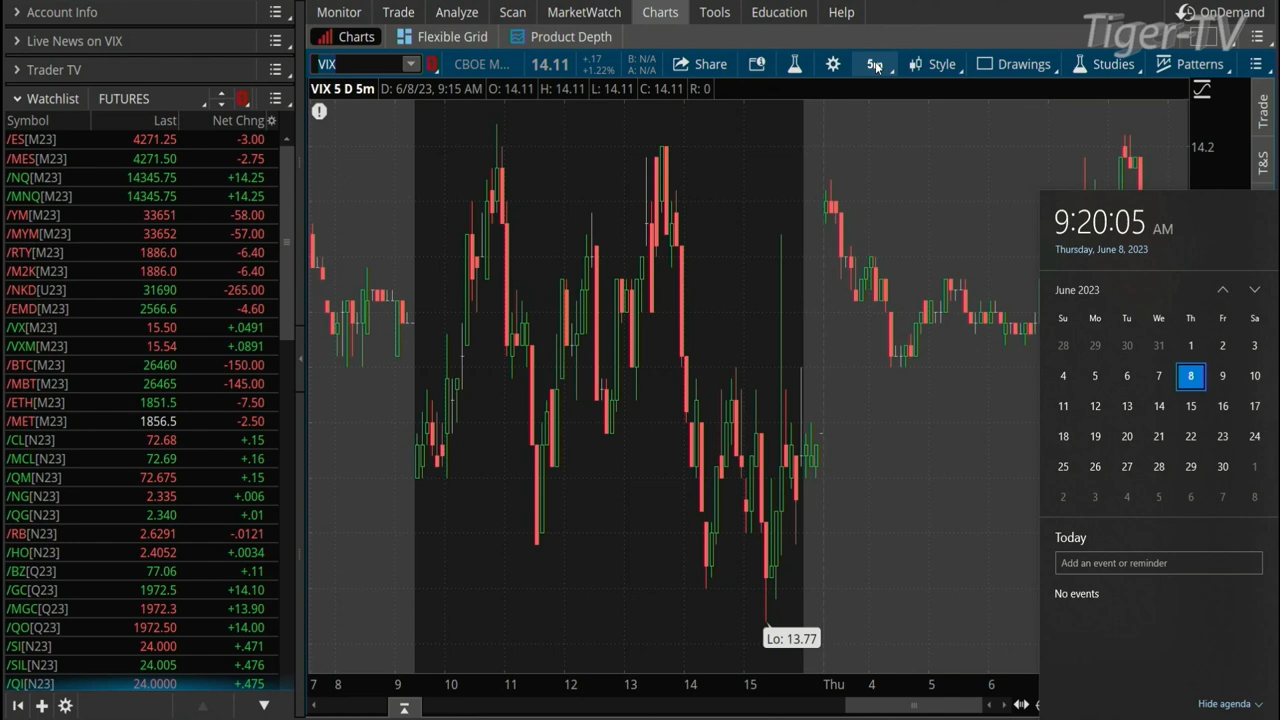 Account Info
Live News on VIX
Trader TV
Watchlist FUTURES
Symbol Last Net Chng
/ES[M23] 4271.25 -3.00
/MES[M23] 4271.50 -2.75
/NQ[M23] 14345.75 +14.25
/MNQ[M23] 14345.75 +14.25
/YM[M23] 33651 -58.00
/MYM[M23] 33652 -57.00
/RTY[M23] 1886.0 -6.40
/M2K[M23] 1886.0 -6.40
/NKD[U23] 31690 -265.00
/EMD[M23] 2566.6 -4.60
/VX[M23] 15.50 +.0491
/VXM[M23] 15.54 +.0891
/BTC[M23] 26460 -150.00
/MBT[M23] 26465 -145.00
/ETH[M23] 1851.5 -7.50
/MET[M23] 1856.5 -2.50
/CL[N23] 72.68 +.15
/MCL[N23] 72.69 +.16
/QM[N23] 72.675 +.15
/NG[N23] 2.335 +.006
/QG[N23] 2.340 +.01
/RB[N23] 2.6291 -.0121
/HO[N23] 2.4052 +.0034
/BZ[Q23] 77.06 +.11
/GC[Q23] 1972.5 +14.10
/MGC[Q23] 1972.3 +13.90
/QO[Q23] 1972.50 +14.00
/SI[N23] 24.000 +.471
/SIL[N23] 24.005 +.476
/QI[N23] 24.0000 +.475
Monitor Trade Analyze Scan MarketWatch Charts Tools Education Help OnDemand
Tiger-TV
Charts Flexible Grid Product Depth
VIX CBOE M... 14.11 +.17 +1.22% B: N/A A: N/A Share 5m Style Drawings Studies Patterns
VIX 5 D 5m D: 6/8/23, 9:15 AM O: 14.11 H: 14.11 L: 14.11 C: 14.11 R: 0
14.2
Trade
T&S
Lo: 13.77
7 8 9 10 11 12 13 14 15 Thu 4 5 6
9:20:05 AM
Thursday, June 8, 2023
June 2023
Su Mo Tu We Th Fr Sa
28 29 30 31 1 2 3
4 5 6 7 8 9 10
11 12 13 14 15 16 17
18 19 20 21 22 23 24
25 26 27 28 29 30 1
2 3 4 5 6 7 8
Today
Add an event or reminder
No events
Hide agenda